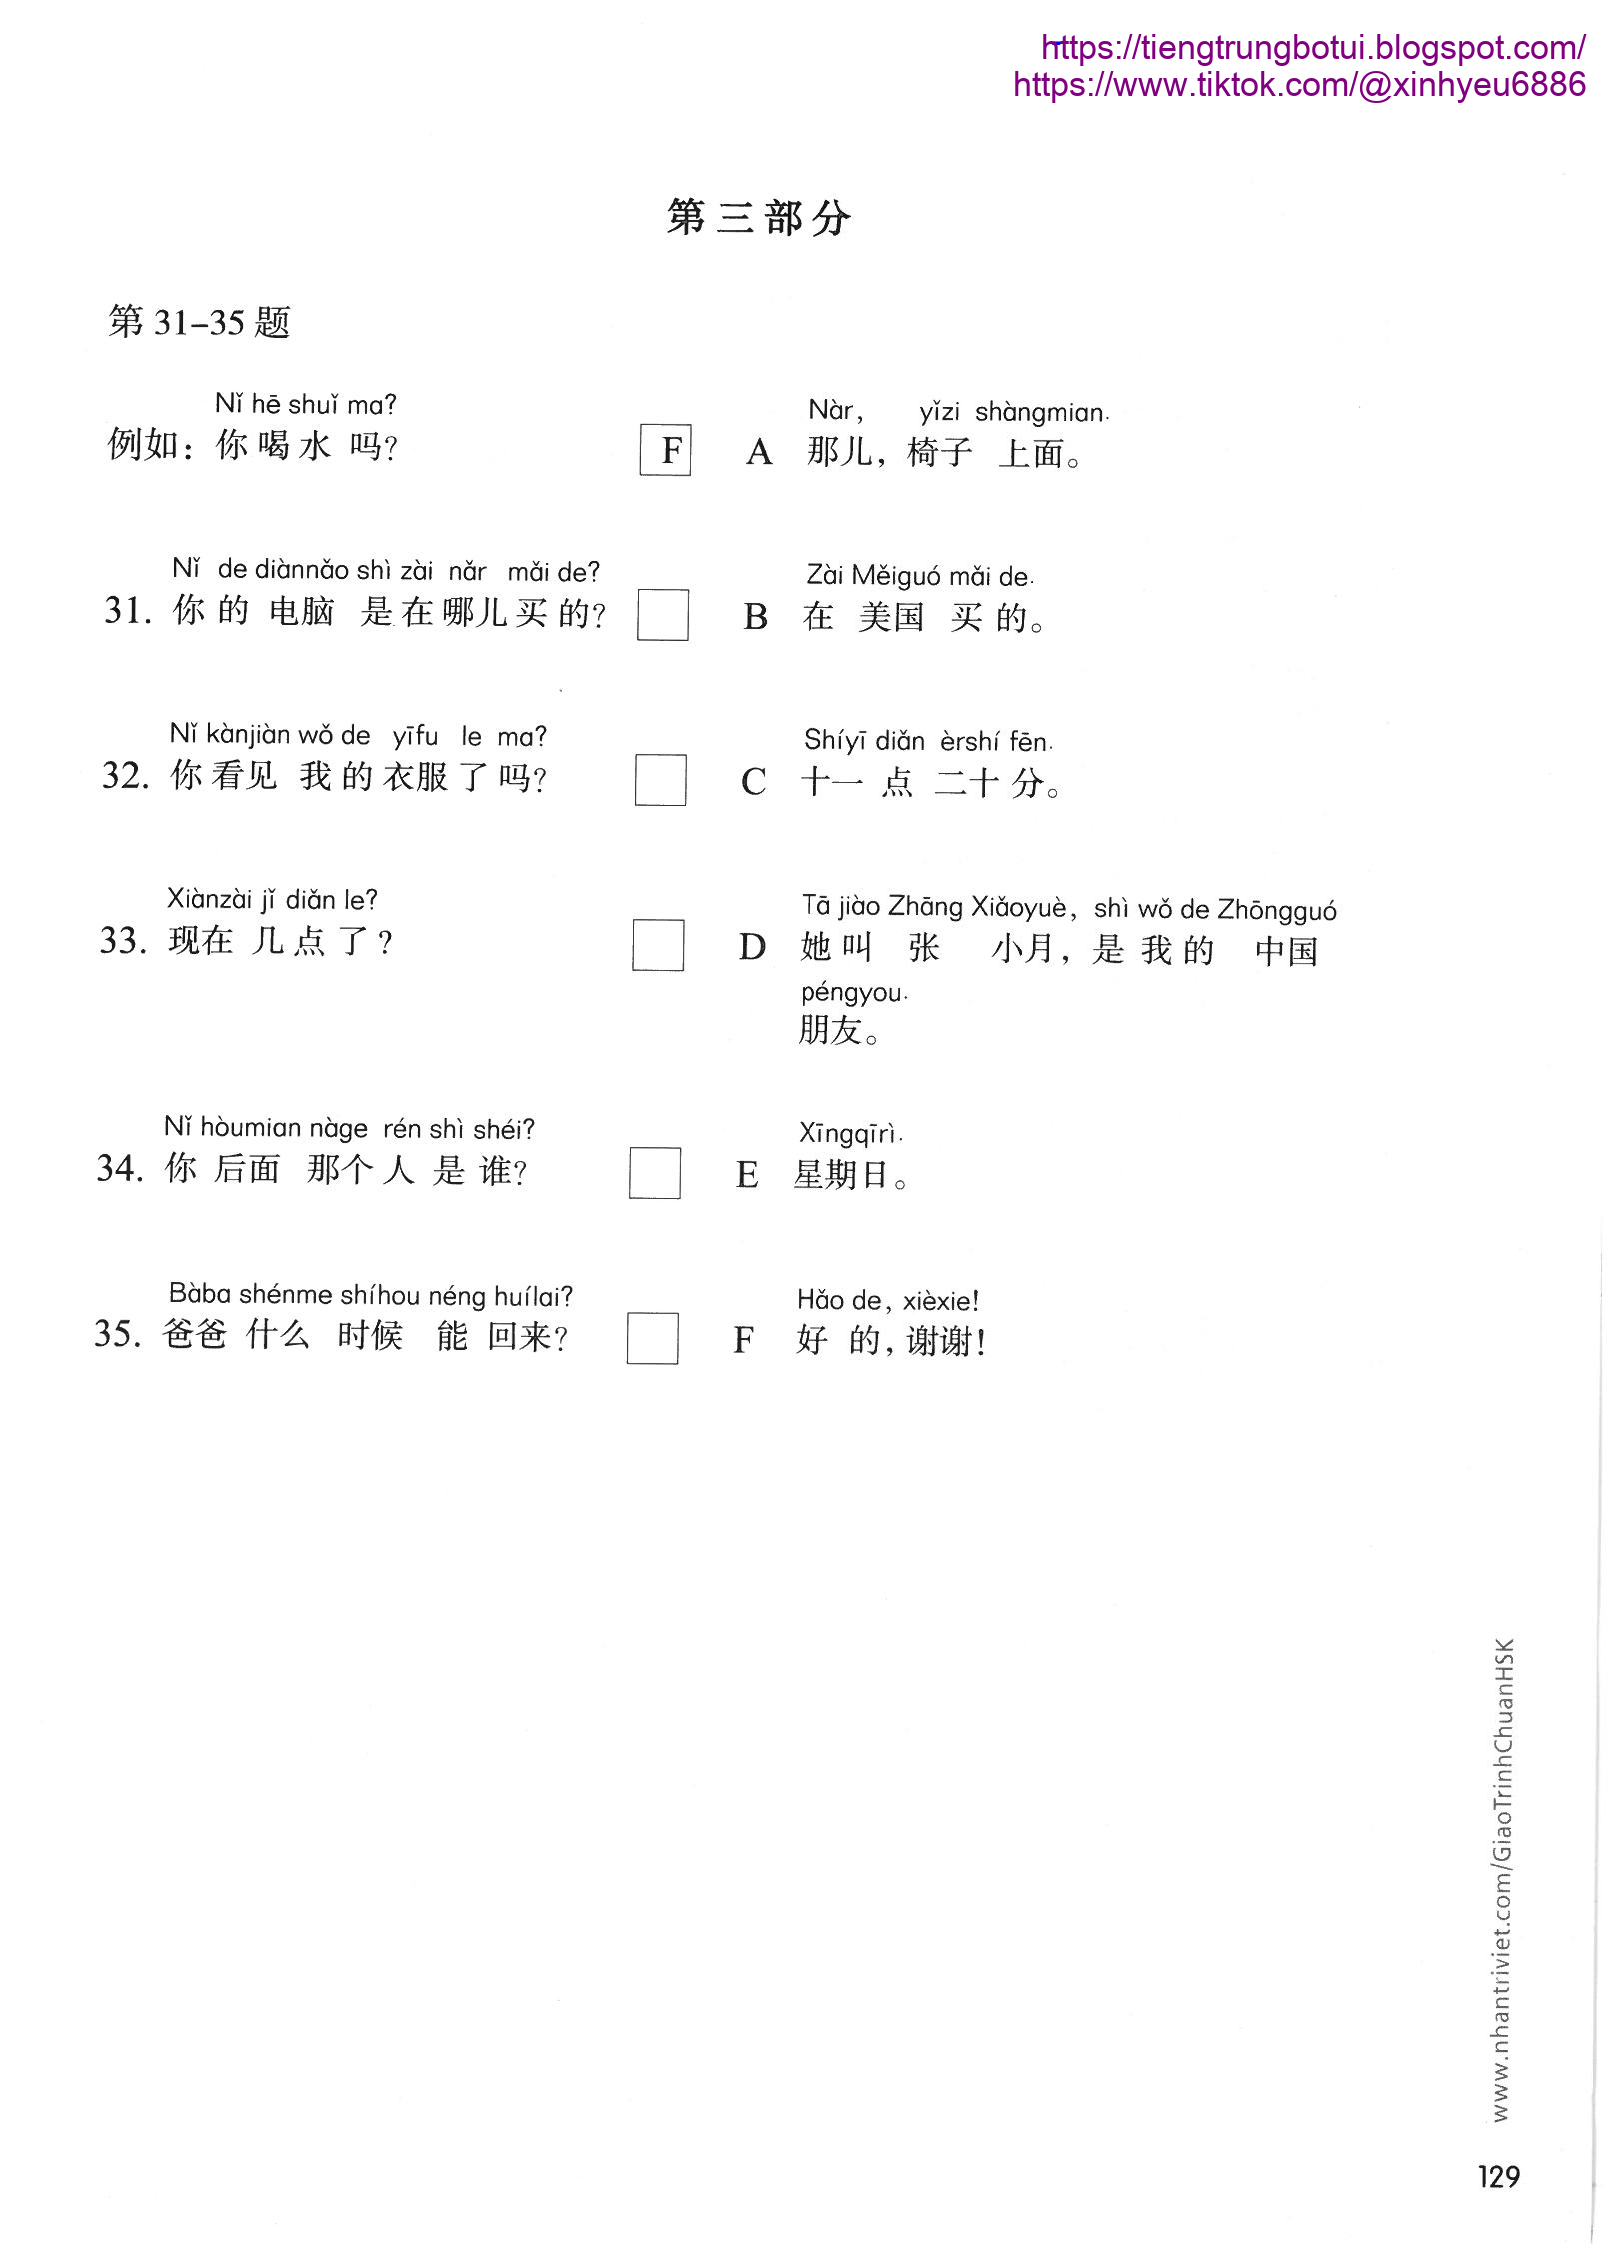 https://tiengtrungbotui.blogspot.com/
https://www.tiktok.com/@xinhyeu6886
第三部分
第 31–35 题
Nǐ hē shuǐ ma?
例如：你喝水吗?
F
Nàr, yǐzi shàngmian.
A 那儿，椅子上面。
Nǐ de diànnǎo shì zài nǎr mǎi de?
31. 你的电脑是在哪儿买的?
Zài Měiguó mǎi de.
B 在美国买的。
Nǐ kànjiàn wǒ de yīfu le ma?
32. 你看见我的衣服了吗?
Shíyī diǎn èrshí fēn.
C 十一点二十分。
Xiànzài jǐ diǎn le?
33. 现在几点了?
Tā jiào Zhāng Xiǎoyuè, shì wǒ de Zhōngguó
D 她叫张小月，是我的中国
péngyou.
朋友。
Nǐ hòumian nàge rén shì shéi?
34. 你后面那个人是谁?
Xīngqīrì.
E 星期日。
Bàba shénme shíhou néng huílai?
35. 爸爸什么时候能回来?
Hǎo de, xièxie!
F 好的，谢谢!
www.nhantriviet.com/GiaoTrinhChuanHSK
129